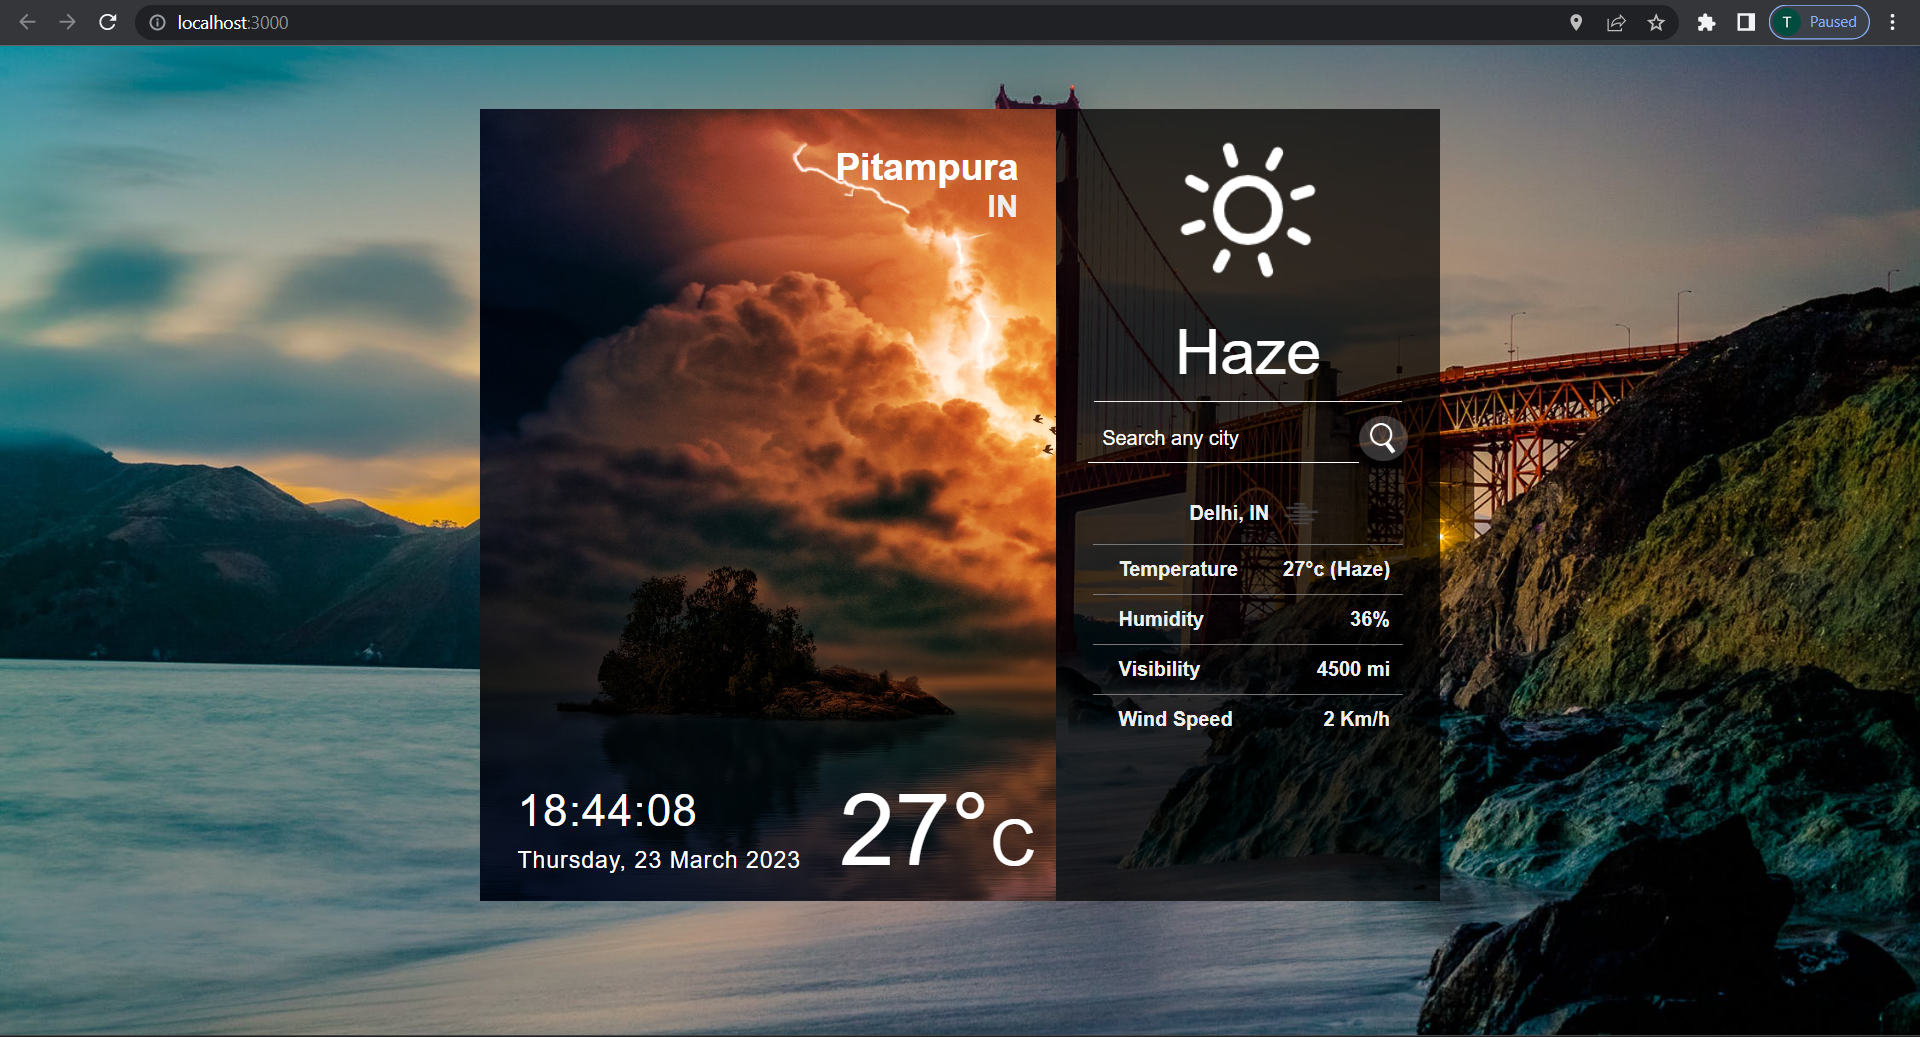 localhost:3000
T Paused
Pitampura
IN
18:44:08
Thursday, 23 March 2023
27°C
Haze
Search any city
Delhi, IN
Temperature 27°c (Haze)
Humidity 36%
Visibility 4500 mi
Wind Speed 2 Km/h